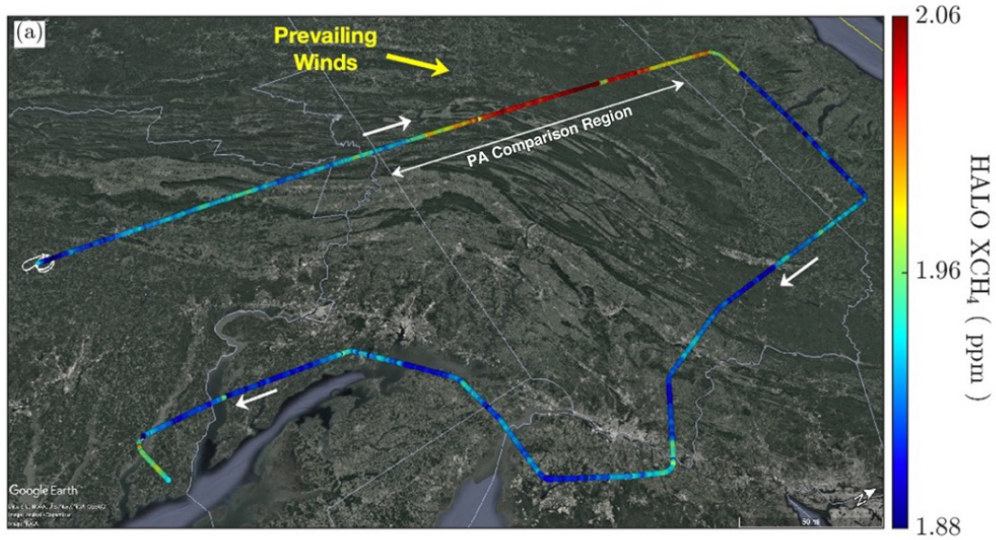 (a)
Prevailing
Winds
PA Comparison Region
2.06
1.96
1.88
HALO XCH₄ ( ppm )
Google Earth
N